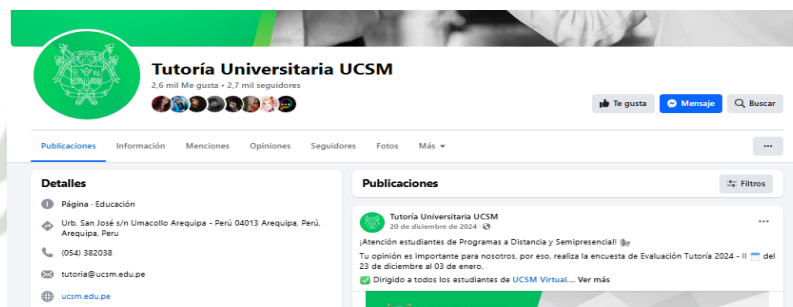 Tutoría Universitaria UCSM
2,6 mil Me gusta • 2,7 mil seguidores
Te gusta
Mensaje
Buscar
Publicaciones
Información
Menciones
Opiniones
Seguidores
Fotos
Más
Detalles
Página · Educación
Urb. San José s/n Umacollo Arequipa - Perú 04013 Arequipa, Perú,
Arequipa, Peru
(054) 382038
tutoria@ucsm.edu.pe
ucsm.edu.pe
Publicaciones
Filtros
Tutoría Universitaria UCSM
20 de diciembre de 2024 ·
¡Atención estudiantes de Programas a Distancia y Semipresencial!
Tu opinión es importante para nosotros, por eso, realiza la encuesta de Evaluación Tutoría 2024 - II del
23 de diciembre al 03 de enero.
Dirigido a todos los estudiantes de UCSM Virtual.... Ver más